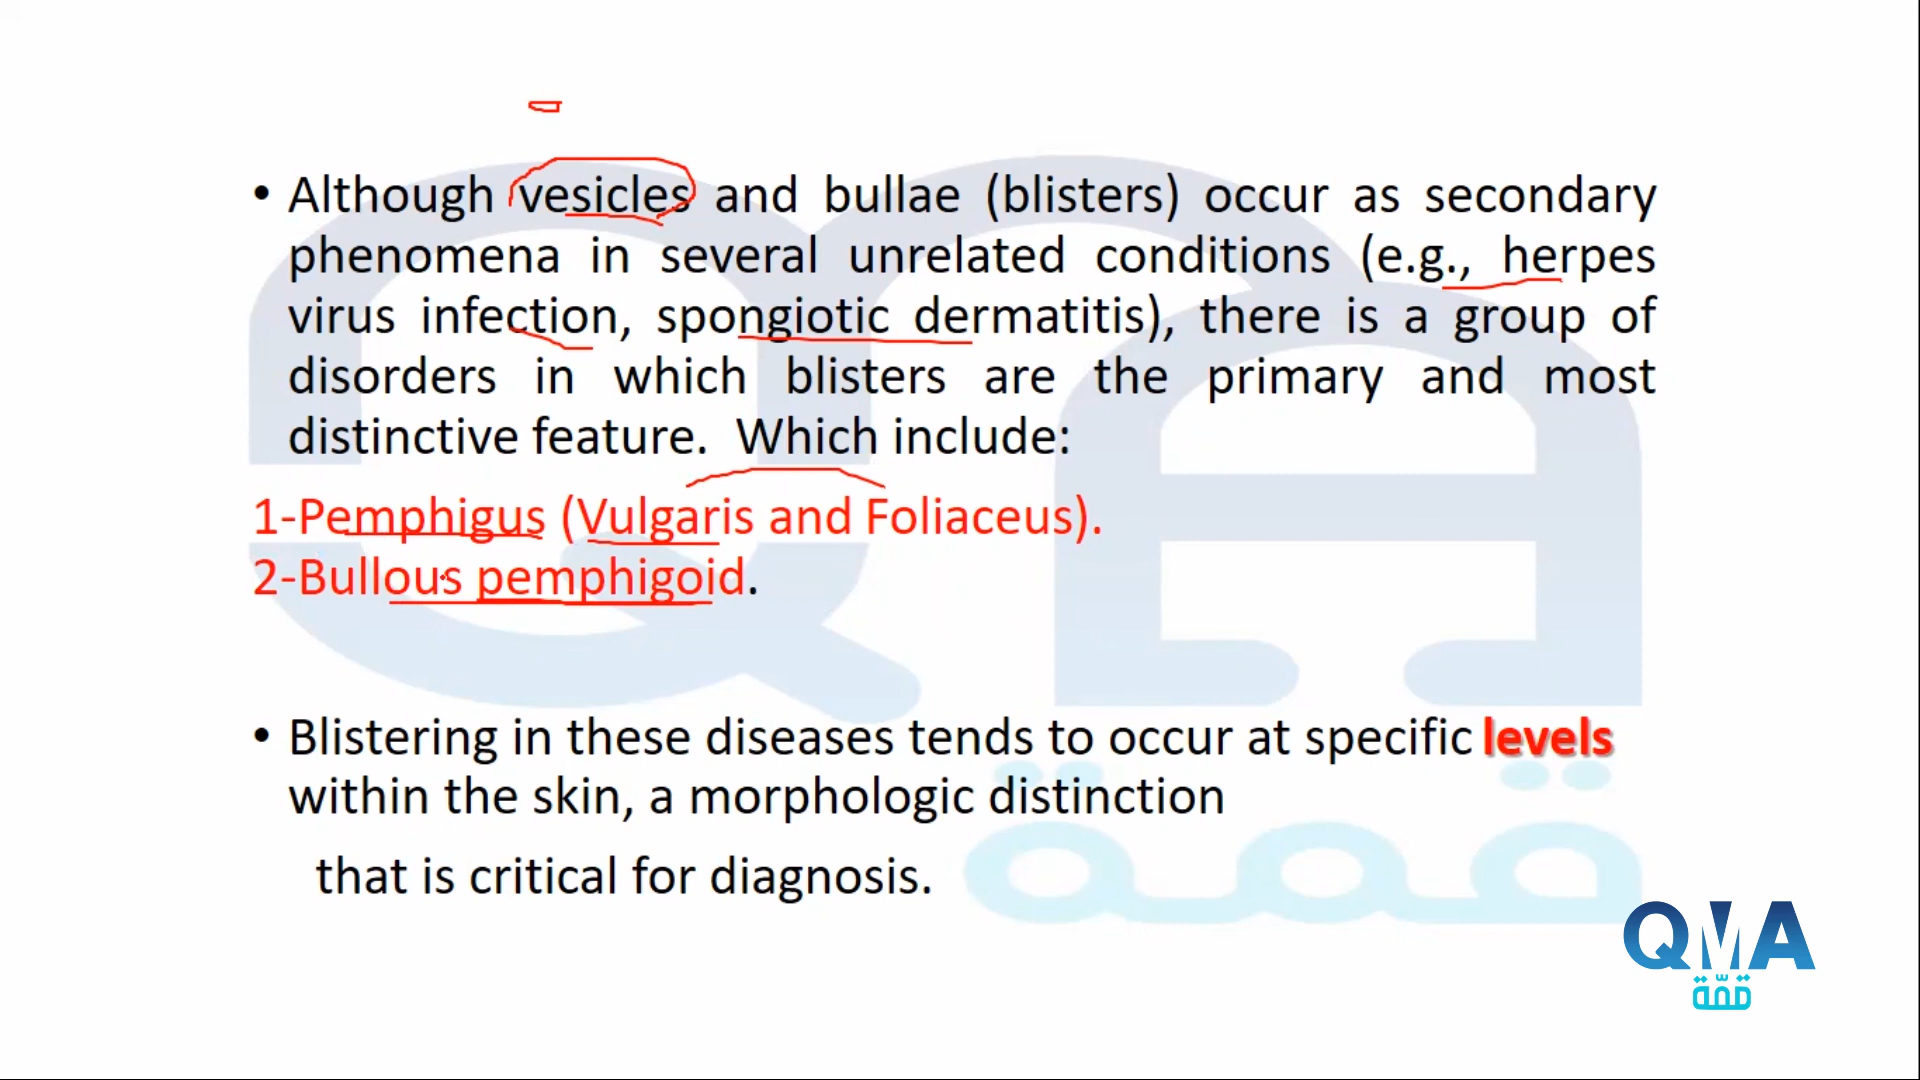 • Although vesicles and bullae (blisters) occur as secondary
phenomena in several unrelated conditions (e.g., herpes
virus infection, spongiotic dermatitis), there is a group of
disorders in which blisters are the primary and most
distinctive feature.  Which include:
1-Pemphigus (Vulgaris and Foliaceus).
2-Bullous pemphigoid.
• Blistering in these diseases tends to occur at specific levels
within the skin, a morphologic distinction
that is critical for diagnosis.
QMA
قمّة